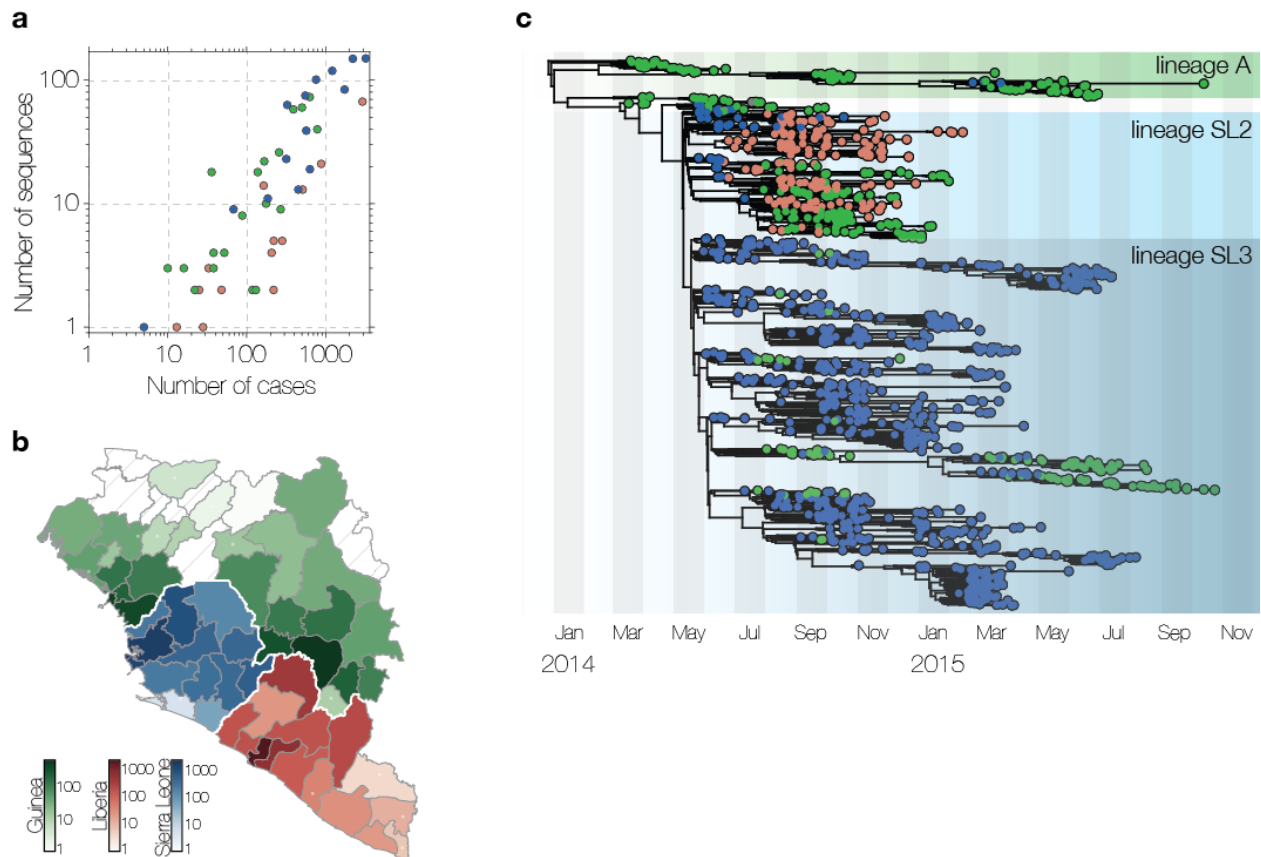 a
Number of sequences
100
10
1
1
10
100
1000
Number of cases
b
Guinea
100
10
1
Liberia
1000
100
10
1
Sierra Leone
1000
100
10
1
c
lineage A
lineage SL2
lineage SL3
Jan Mar May Jul Sep Nov Jan Mar May Jul Sep Nov
2014 2015